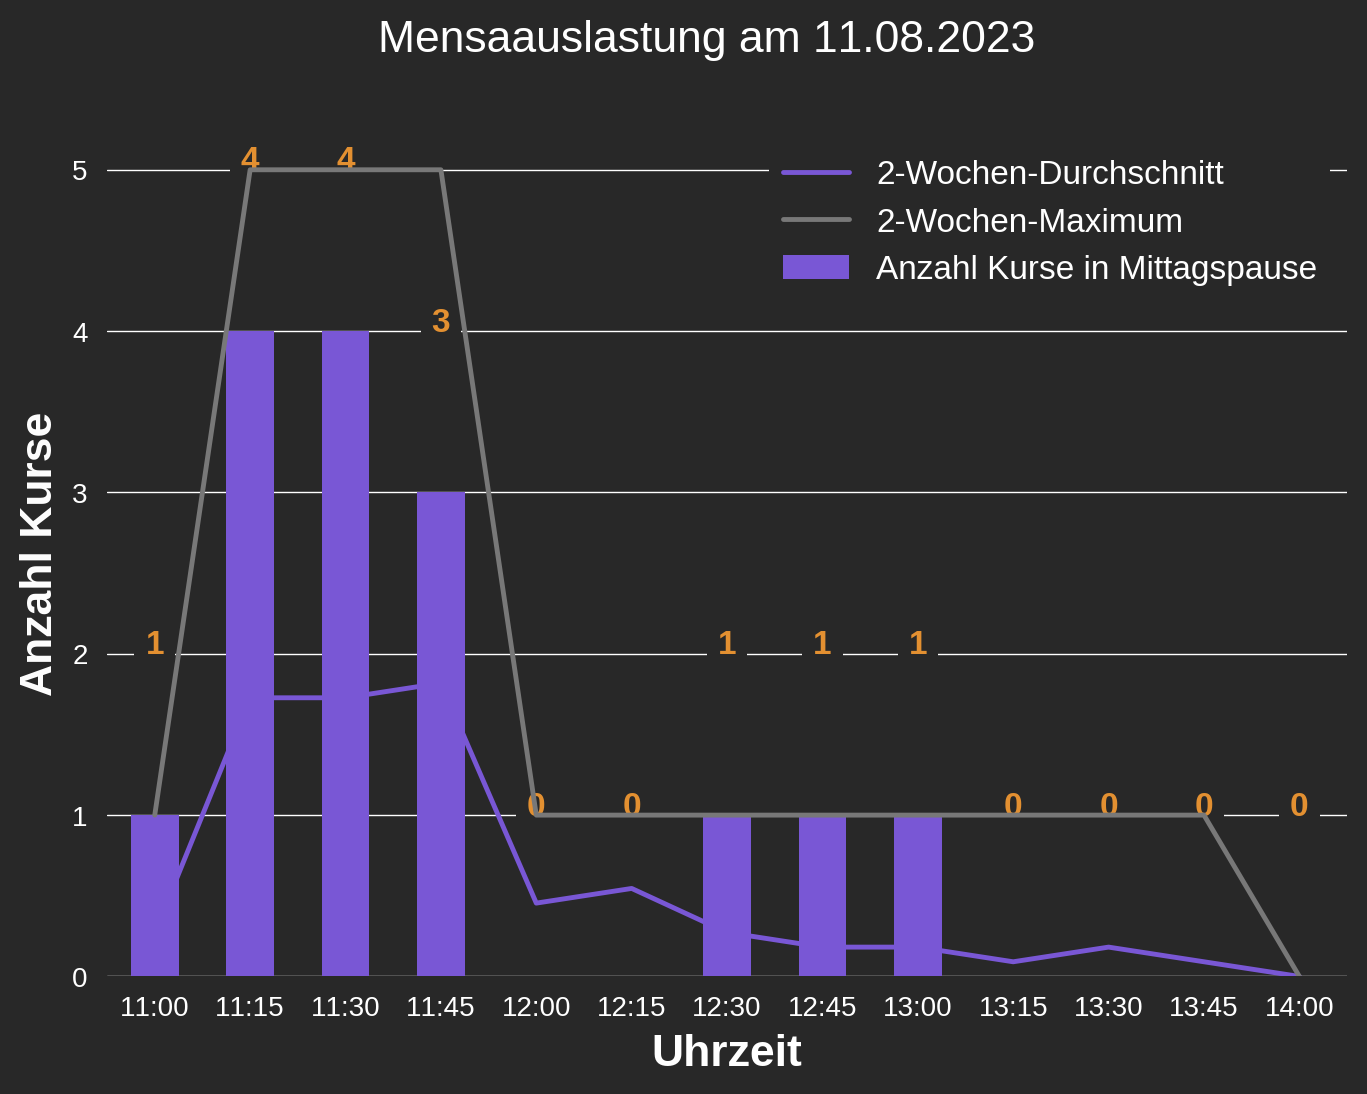 Mensaauslastung am 11.08.2023
2-Wochen-Durchschnitt
2-Wochen-Maximum
Anzahl Kurse in Mittagspause
4 4
5
3
4
3
1 1 1 1
2
0 0 0 0 0 0
1
0
Anzahl Kurse
11:00 11:15 11:30 11:45 12:00 12:15 12:30 12:45 13:00 13:15 13:30 13:45 14:00
Uhrzeit